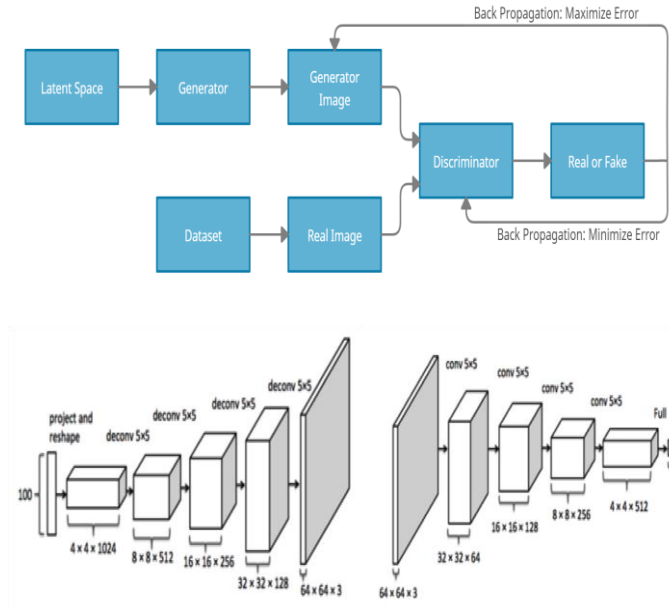 Back Propagation: Maximize Error
Latent Space
Generator
Generator
Image
Discriminator
Real or Fake
Dataset
Real Image
Back Propagation: Minimize Error
project and
reshape
deconv 5×5
deconv 5×5
deconv 5×5
deconv 5×5
100
4 × 4 × 1024
8 × 8 × 512
16 × 16 × 256
32 × 32 × 128
64 × 64 × 3
conv 5×5
conv 5×5
conv 5×5
conv 5×5
Full
64 × 64 × 3
32 × 32 × 64
16 × 16 × 128
8 × 8 × 256
4 × 4 × 512